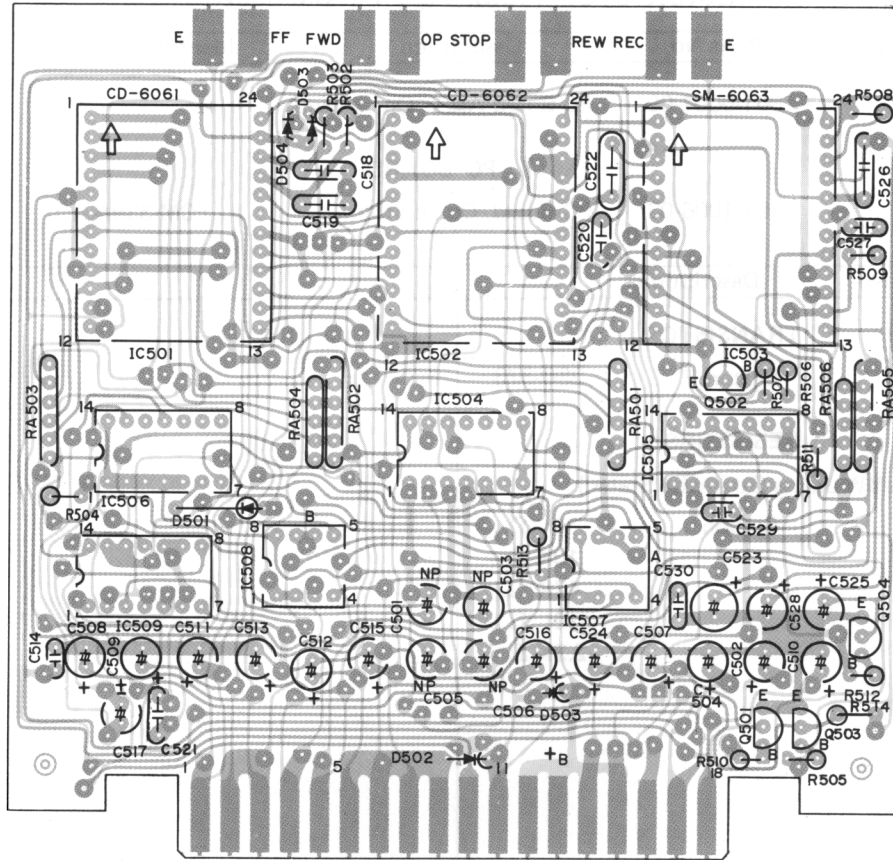 E FF FWD OP STOP REW REC E
1 CD-6061 24
D503
R503
R502
1 CD-6062 24
SM-6063 24
R508
1
D504
C518
C519
C522
C520
C526
C527
R509
12 IC501 13
IC502 13
12
12 IC503 13
RA503
RA504
RA502
IC504
RA501
E B
Q502
R507
R506
RA506
RA505
14 8
14 8
14 8
IC505
R511
1 IC506 7
1 7
1 7
R504
D501
C529
14 8
IC508
8 B 5
R513
8 5
A
C530
C523
NP NP
C501
C503
1 IC509 7
1 4
1 IC507 4
C528
C525
Q504
C514
C508
C509
C511
C513
C512
C515
C516
C524
C507
C502
C510
E
B
NP C505 NP
C506
D503
C504
R512
R514
C517
C521
Q501
E E
Q503
B B
1 5 D502 11 +B
R510
18
R505